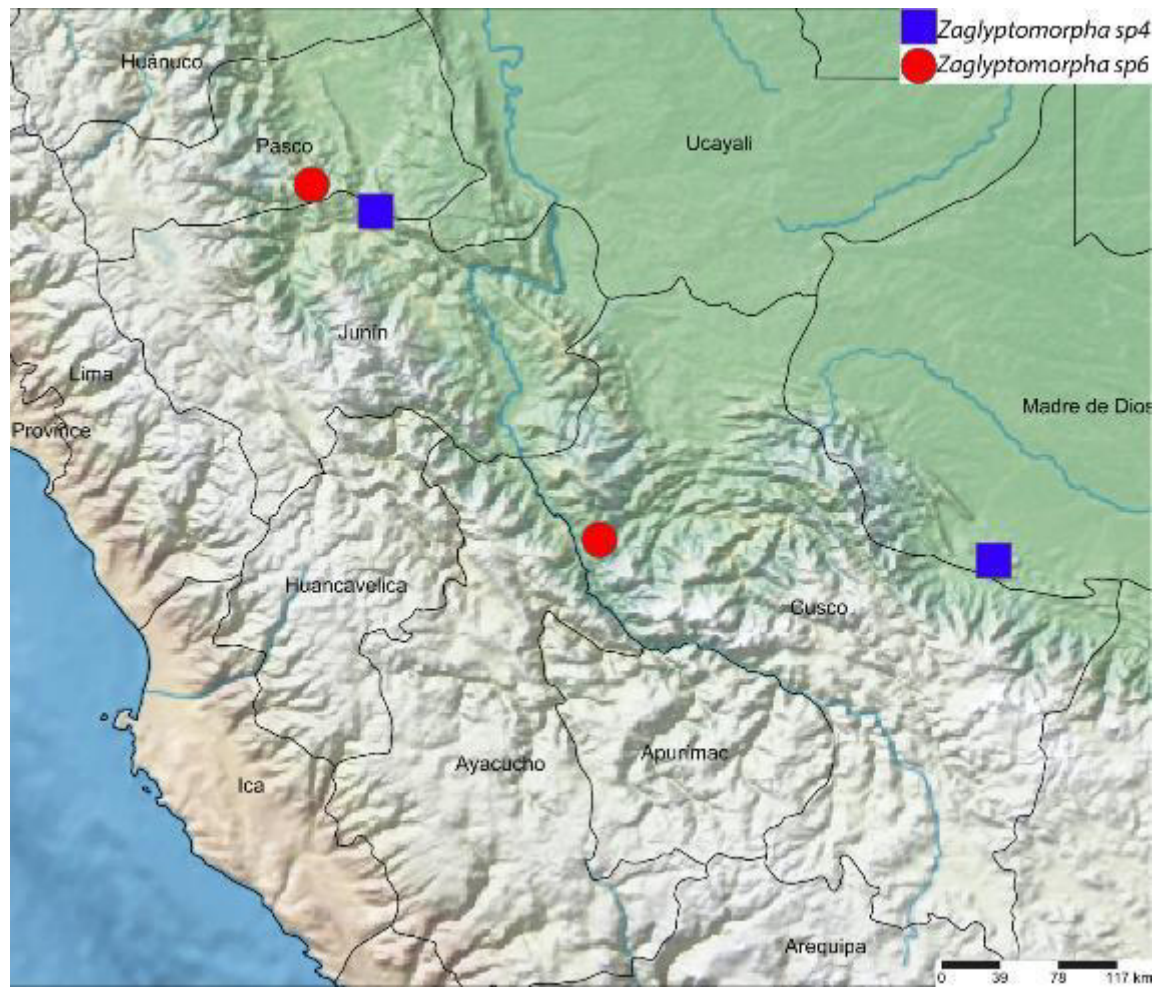 Zaglyptomorpha sp4
Zaglyptomorpha sp6
Huánuco
Pasco
Ucayali
Junín
Lima
Province
Madre de Dios
Huancavelica
Cusco
Ayacucho
Apurímac
Ica
Arequipa
0 39 78 117 km